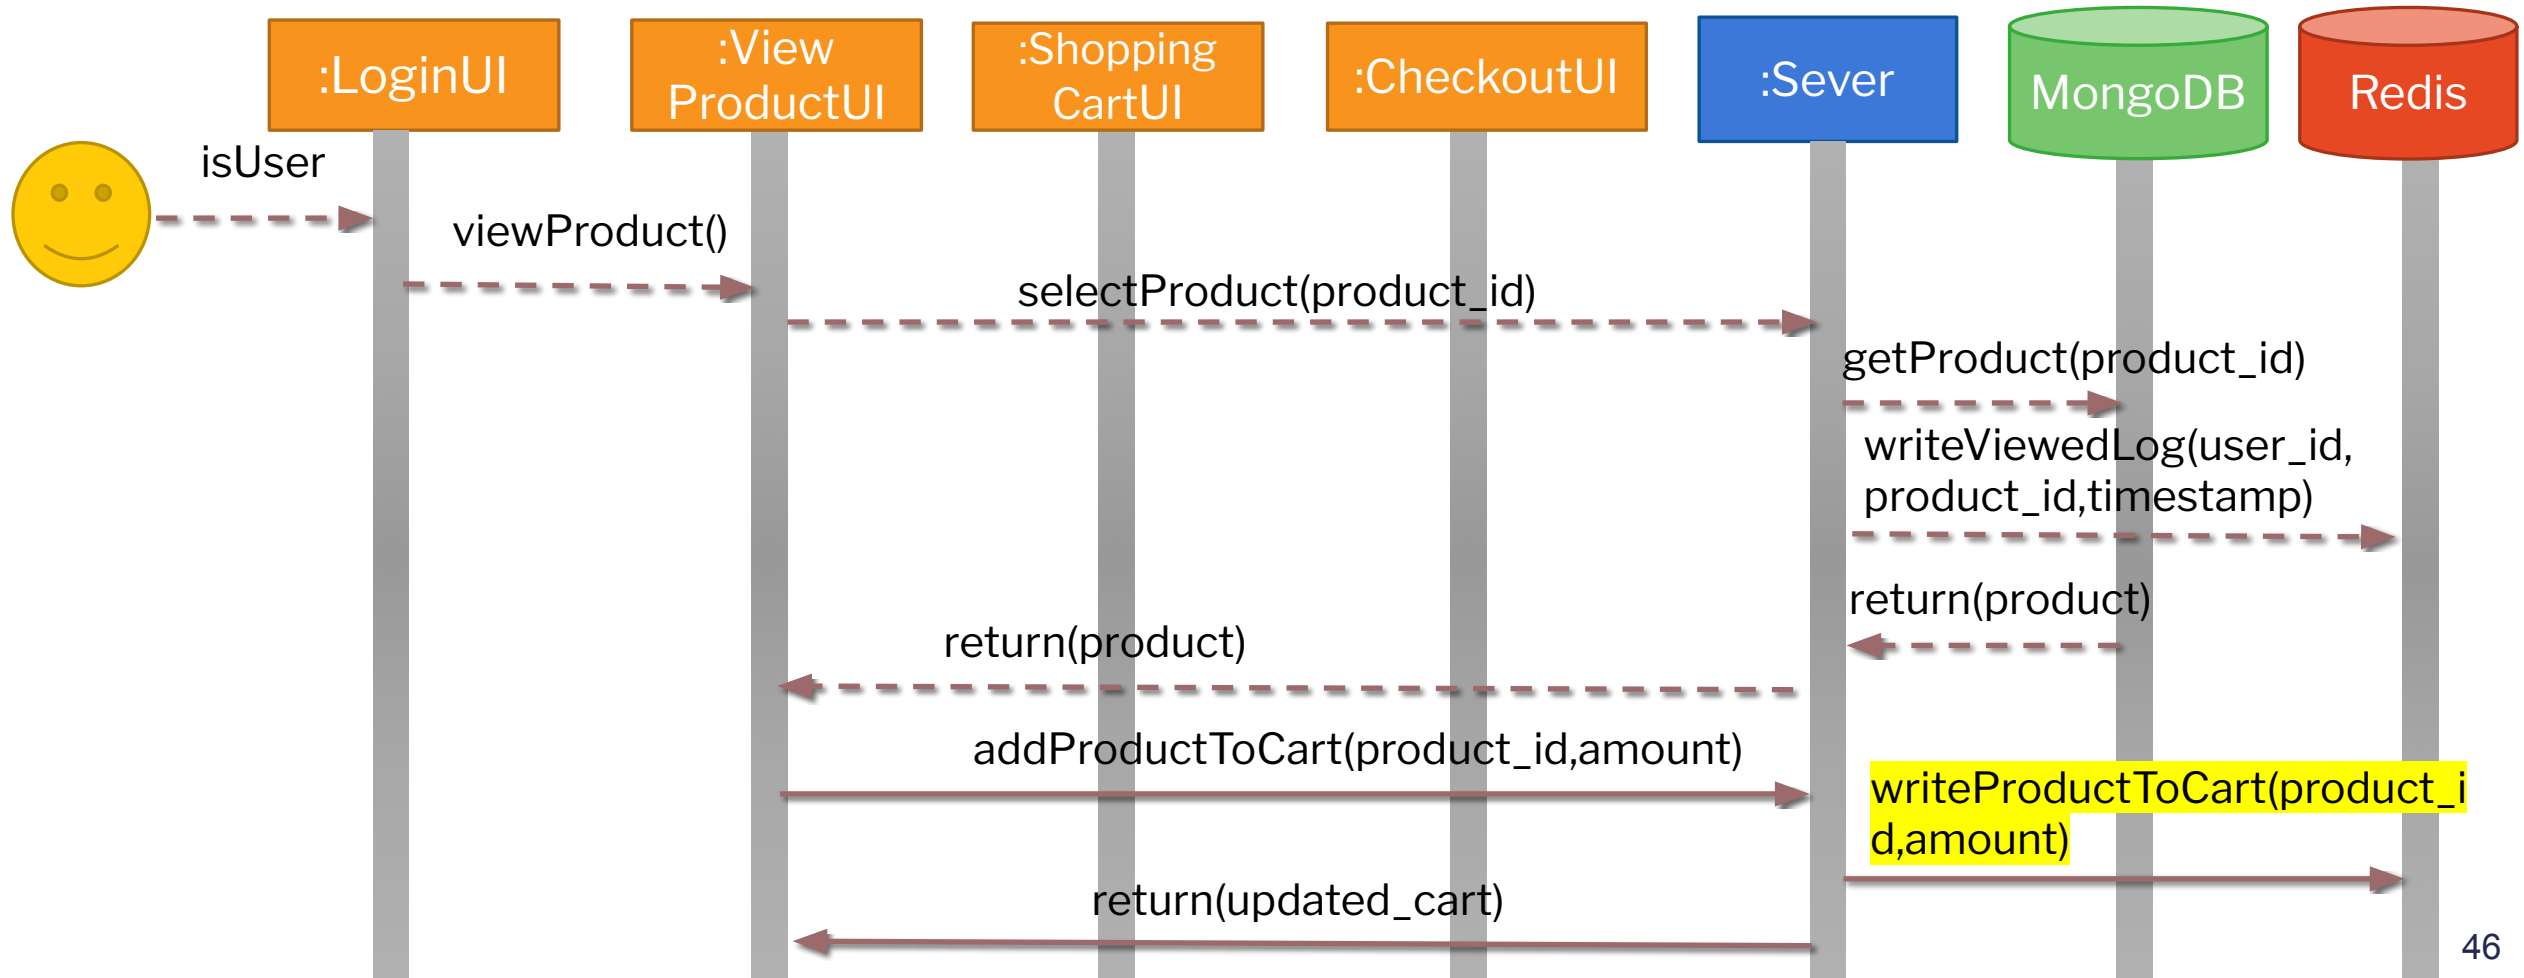 :LoginUI
:View
ProductUI
:Shopping
CartUI
:CheckoutUI
:Sever
MongoDB
Redis
isUser
viewProduct()
selectProduct(product_id)
getProduct(product_id)
writeViewedLog(user_id,
product_id,timestamp)
return(product)
return(product)
addProductToCart(product_id,amount)
writeProductToCart(product_i
d,amount)
return(updated_cart)
46